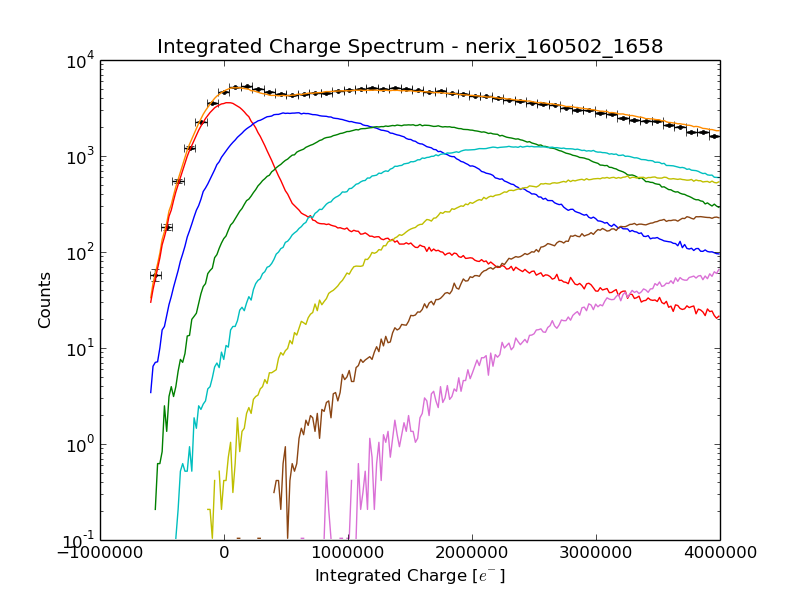 Integrated Charge Spectrum - nerix_160502_1658
10^4
10^3
10^2
10^1
10^0
10^-1
Counts
−1000000 0 1000000 2000000 3000000 4000000
Integrated Charge [e^-]